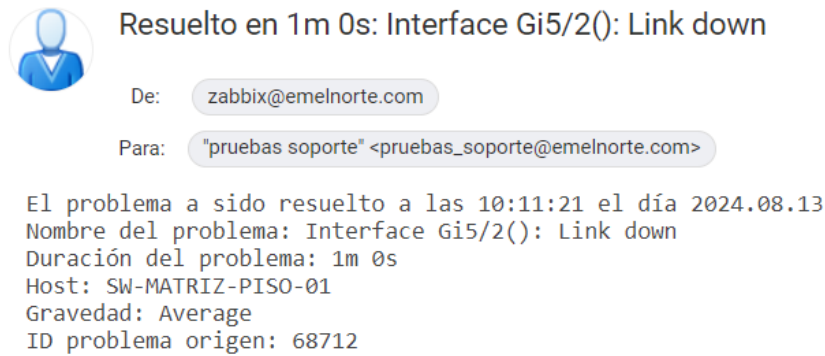 Resuelto en 1m 0s: Interface Gi5/2(): Link down
De: zabbix@emelnorte.com
Para: "pruebas soporte" <pruebas_soporte@emelnorte.com>
El problema a sido resuelto a las 10:11:21 el día 2024.08.13
Nombre del problema: Interface Gi5/2(): Link down
Duración del problema: 1m 0s
Host: SW-MATRIZ-PISO-01
Gravedad: Average
ID problema origen: 68712